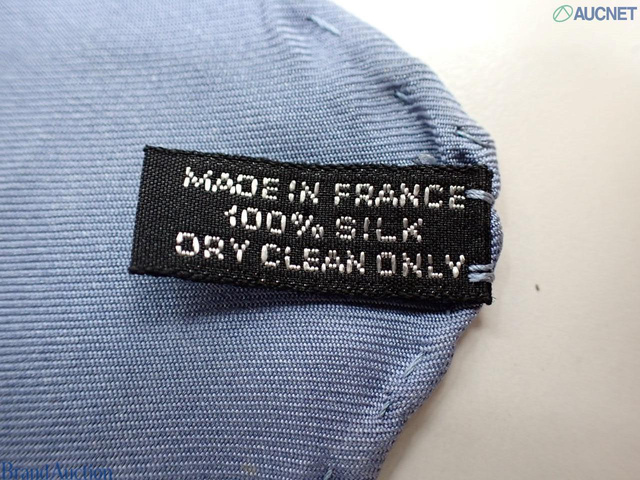 AUCNET
MADE IN FRANCE
100% SILK
DRY CLEAN ONLY
Brand Auction